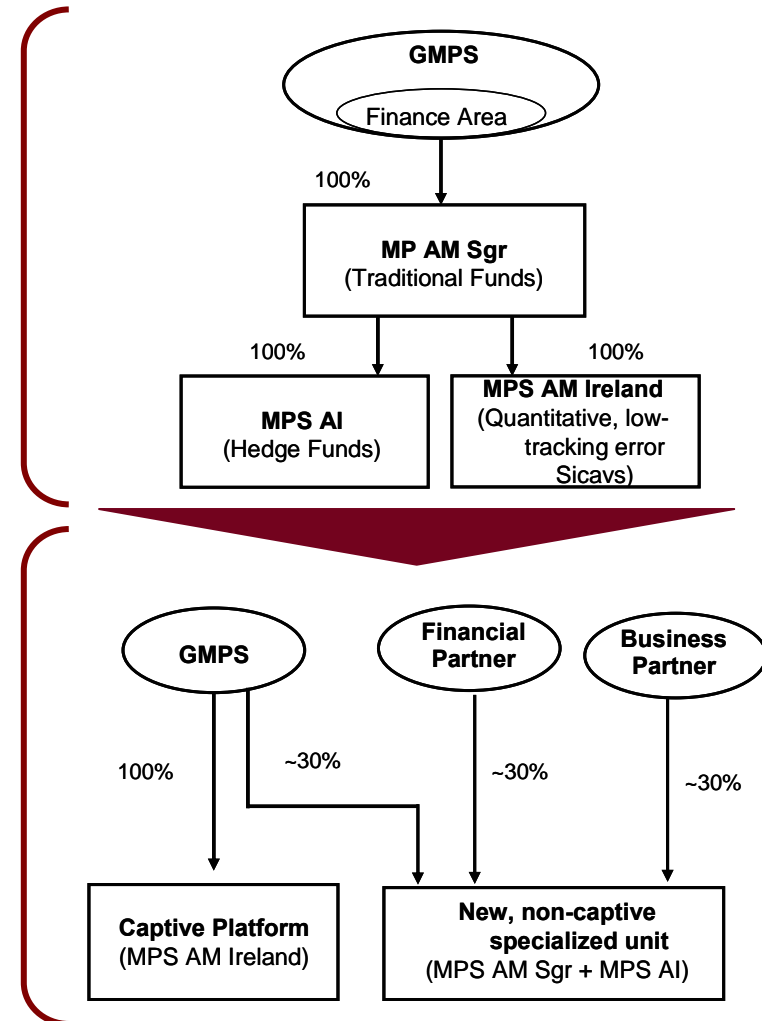 GMPS
Finance Area
100%
MP AM Sgr
(Traditional Funds)
100%
100%
MPS AI
(Hedge Funds)
MPS AM Ireland
(Quantitative, low-
tracking error
Sicavs)
GMPS
Financial
Partner
Business
Partner
100%
~30%
~30%
~30%
Captive Platform
(MPS AM Ireland)
New, non-captive
specialized unit
(MPS AM Sgr + MPS AI)